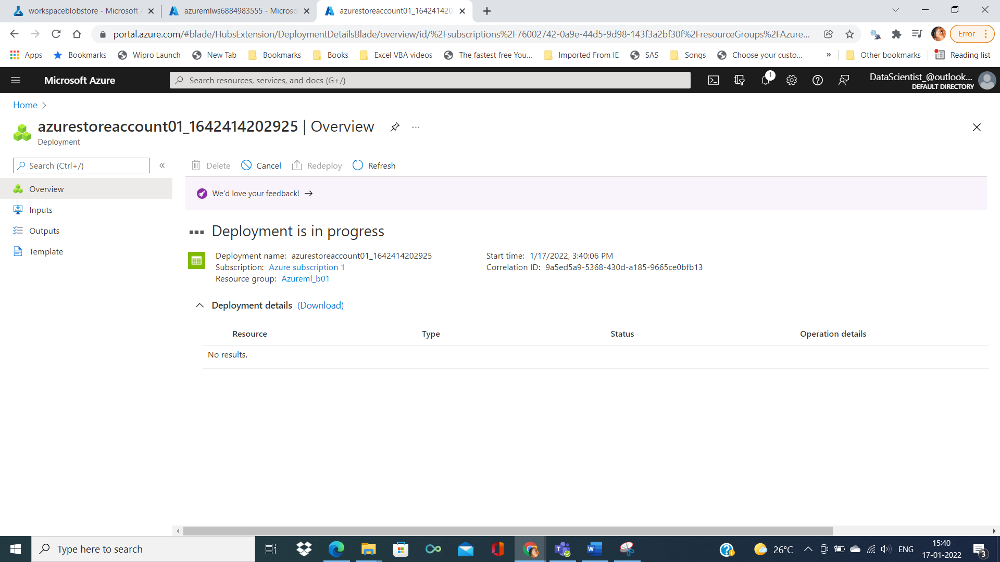 workspaceblobstore - Microsoft A
azuremlws6884983555 - Microso
azurestoreaccount01_164241420
portal.azure.com/#blade/HubsExtension/DeploymentDetailsBlade/overview/id/%2Fsubscriptions%2F76002742-0a9e-44d5-9d98-143f3a2bf30f%2FresourceGroups%2FAzure...
Error
Apps
Bookmarks
Wipro Launch
New Tab
Bookmarks
Books
Excel VBA videos
The fastest free You...
Imported From IE
SAS
Songs
Choose your custo...
»
Other bookmarks
Reading list
Microsoft Azure
Search resources, services, and docs (G+/)
1
DataScientist_@outlook...
DEFAULT DIRECTORY
Home
azurestoreaccount01_1642414202925 | Overview
...
Deployment
Search (Ctrl+/)
«
Delete
Cancel
Redeploy
Refresh
Overview
Inputs
Outputs
Template
We'd love your feedback!
Deployment is in progress
Deployment name: azurestoreaccount01_1642414202925
Subscription: Azure subscription 1
Resource group: Azureml_b01
Start time: 1/17/2022, 3:40:06 PM
Correlation ID: 9a5ed5a9-5368-430d-a185-9665ce0bfb13
Deployment details (Download)
Resource Type Status Operation details
No results.
Type here to search
26°C
ENG
15:40
17-01-2022
3